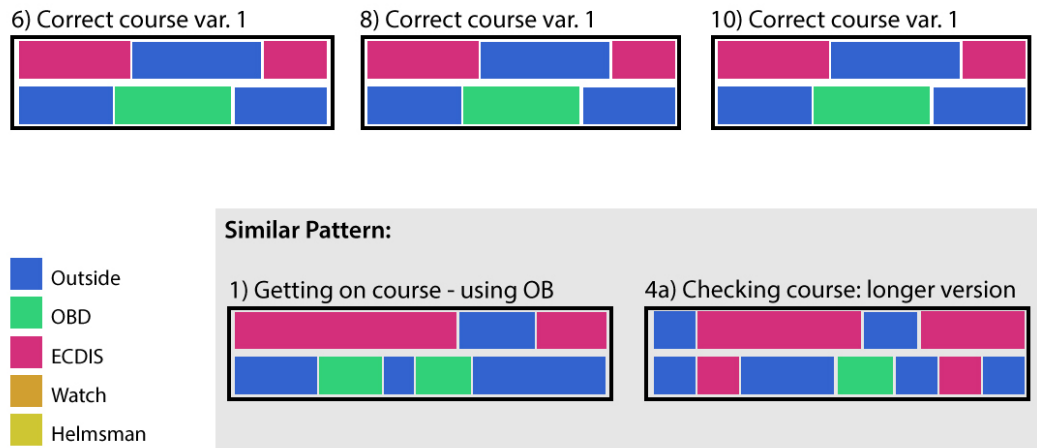 6) Correct course var. 1
8) Correct course var. 1
10) Correct course var. 1
Similar Pattern:
1) Getting on course - using OB
4a) Checking course: longer version
Outside
OBD
ECDIS
Watch
Helmsman